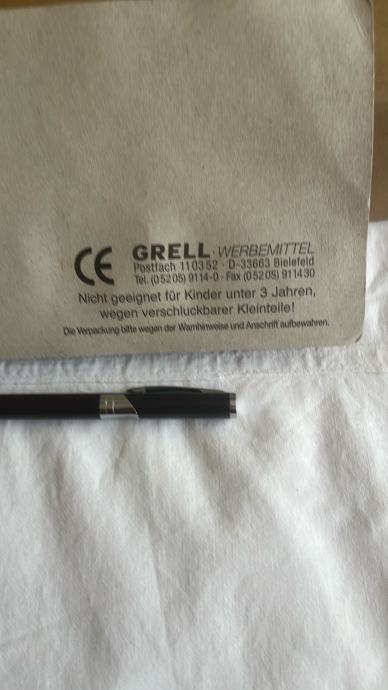 CE GRELL · WERBEMITTEL
Postfach 110352 · D-33663 Bielefeld
Tel. (05205) 9114-0 · Fax (05205) 911430
Nicht geeignet für Kinder unter 3 Jahren,
wegen verschluckbarer Kleinteile!
Die Verpackung bitte wegen der Warnhinweise und Anschrift aufbewahren.